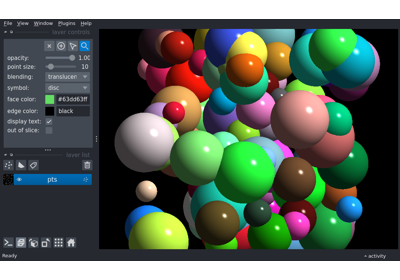 File View Window Plugins Help
layer controls
opacity: 1.00
point size: 10
blending: translucen
symbol: disc
face color: #63dd63ff
edge color: black
display text:
out of slice:
layer list
pts
Ready
activity